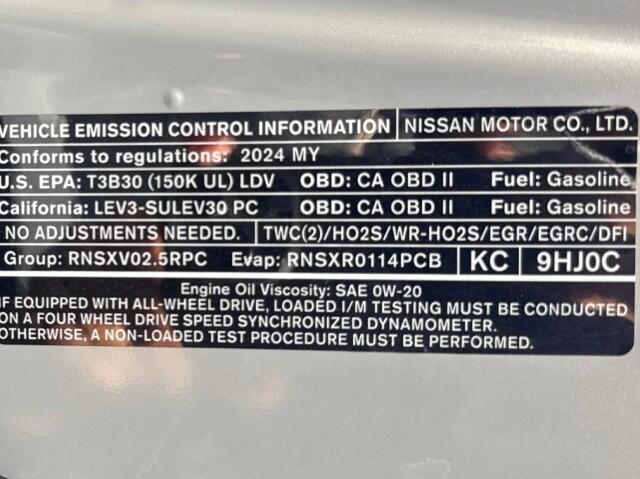 VEHICLE EMISSION CONTROL INFORMATION NISSAN MOTOR CO., LTD.
Conforms to regulations: 2024 MY
U.S. EPA: T3B30 (150K UL) LDV OBD: CA OBD II Fuel: Gasoline
California: LEV3-SULEV30 PC OBD: CA OBD II Fuel: Gasoline
NO ADJUSTMENTS NEEDED. TWC(2)/HO2S/WR-HO2S/EGR/EGRC/DFI
Group: RNSXV02.5RPC Evap: RNSXR0114PCB KC 9HJ0C
Engine Oil Viscosity: SAE 0W-20
IF EQUIPPED WITH ALL-WHEEL DRIVE, LOADED I/M TESTING MUST BE CONDUCTED
ON A FOUR WHEEL DRIVE SPEED SYNCHRONIZED DYNAMOMETER.
OTHERWISE, A NON-LOADED TEST PROCEDURE MUST BE PERFORMED.